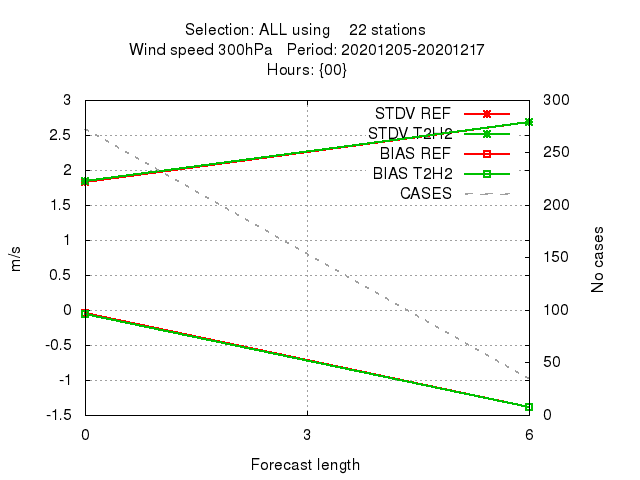 Selection: ALL using 22 stations
Wind speed 300hPa Period: 20201205-20201217
Hours: {00}
3
2.5
2
1.5
1
0.5
0
-0.5
-1
-1.5
m/s
STDV REF
STDV T2H2
BIAS REF
BIAS T2H2
CASES
300
250
200
150
100
50
0
No cases
0
3
6
Forecast length